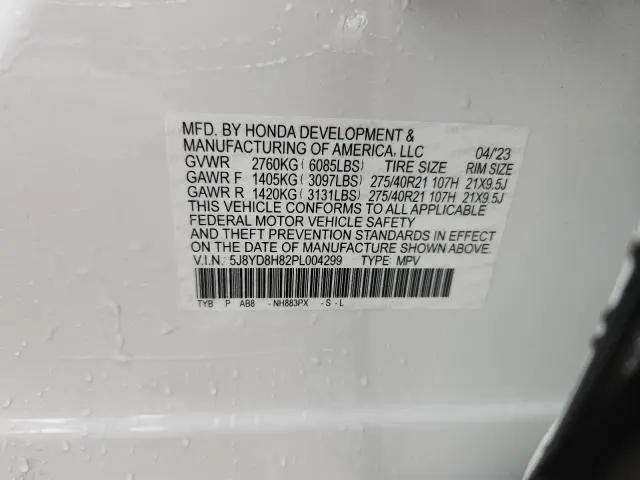 MFD. BY HONDA DEVELOPMENT &
MANUFACTURING OF AMERICA, LLC 04/23
GVWR 2760KG ( 6085LBS) TIRE SIZE RIM SIZE
GAWR F 1405KG ( 3097LBS) 275/40R21 107H 21X9.5J
GAWR R 1420KG ( 3131LBS) 275/40R21 107H 21X9.5J
THIS VEHICLE CONFORMS TO ALL APPLICABLE
FEDERAL MOTOR VEHICLE SAFETY
AND THEFT PREVENTION STANDARDS IN EFFECT
ON THE DATE OF MANUFACTURE SHOWN ABOVE.
V.I.N.: 5J8YD8H82PL004299 TYPE: MPV
TYB P AB8 - NH883PX - S - L